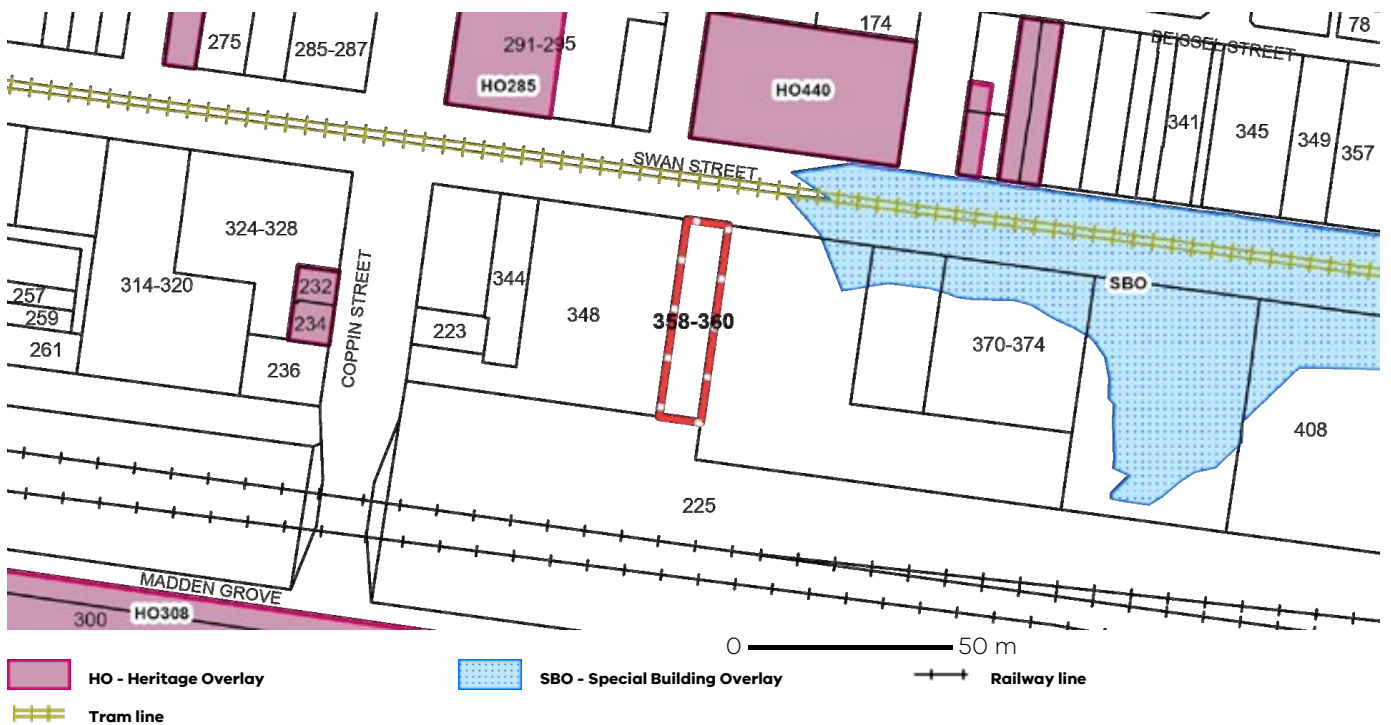 275
285-287
291-295
HO285
174
HO440
78
BEISSEL STREET
341
345
349
357
SWAN STREET
324-328
314-320
232
234
236
257
259
261
COPPIN STREET
344
223
348
358-360
SBO
370-374
408
225
MADDEN GROVE
HO308
300
0 50 m
HO - Heritage Overlay
SBO - Special Building Overlay
Railway line
Tram line